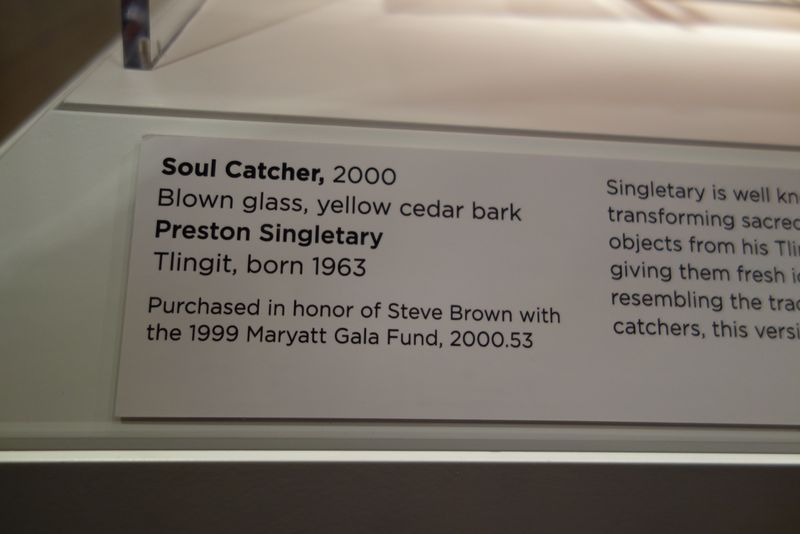 Soul Catcher, 2000
Blown glass, yellow cedar bark
Preston Singletary
Tlingit, born 1963
Purchased in honor of Steve Brown with
the 1999 Maryatt Gala Fund, 2000.53
Singletary is well
transforming
objects from his
giving them fresh
resembling the
catchers, this